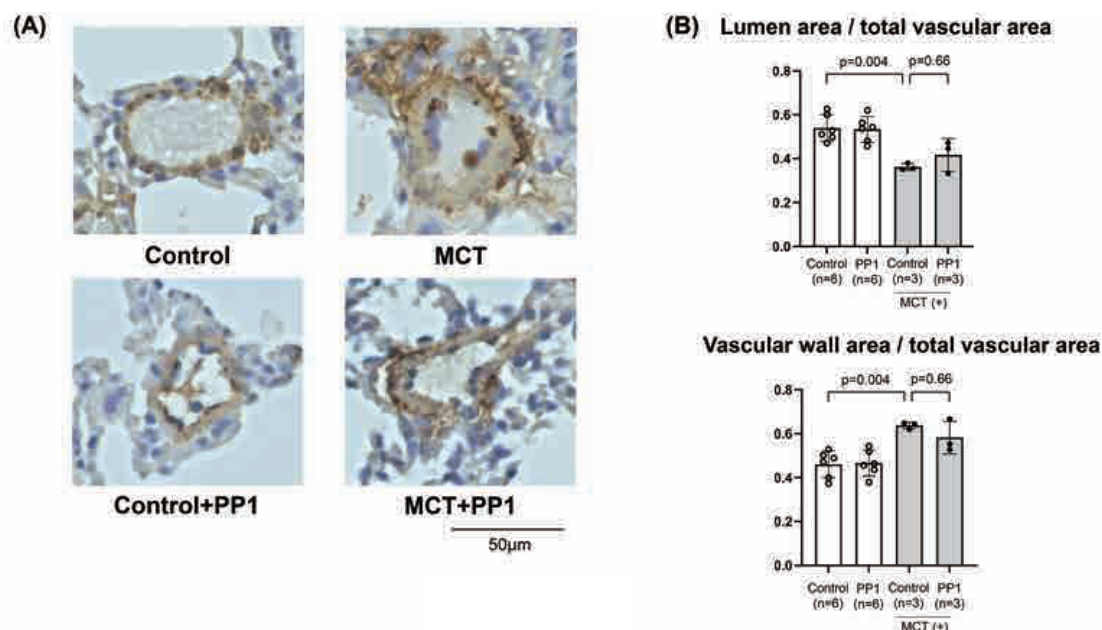 (A)
Control
MCT
Control+PP1
MCT+PP1
50μm
(B) Lumen area / total vascular area
p=0.004
p=0.66
0.8
0.6
0.4
0.2
0.0
Control
(n=6)
PP1
(n=6)
Control
(n=3)
PP1
(n=3)
MCT (+)
Vascular wall area / total vascular area
p=0.004
p=0.66
0.8
0.6
0.4
0.2
0.0
Control
(n=6)
PP1
(n=6)
Control
(n=3)
PP1
(n=3)
MCT (+)